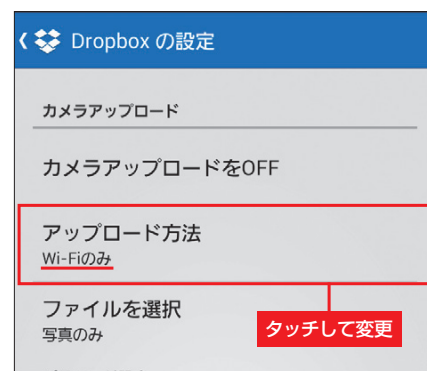 Dropbox の設定
カメラアップロード
カメラアップロードをOFF
アップロード方法
Wi-Fiのみ
ファイルを選択
写真のみ
タッチして変更